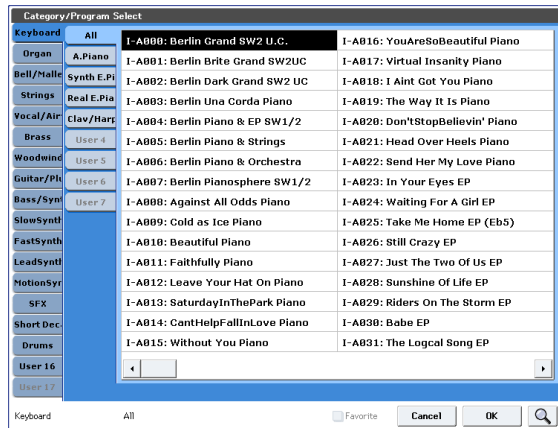 Category/Program Select
Keyboard
Organ
Bell/Malle
Strings
Vocal/Air
Brass
Woodwind
Guitar/Plu
Bass/Synt
SlowSynth
FastSynth
LeadSynth
MotionSyn
SFX
Short Dec
Drums
User 16
User 17
All
A.Piano
Synth E.Pi
Real E.Pia
Clav/Harp
User 4
User 5
User 6
User 7
I-A000: Berlin Grand SW2 U.C.
I-A001: Berlin Brite Grand SW2UC
I-A002: Berlin Dark Grand SW2 UC
I-A003: Berlin Una Corda Piano
I-A004: Berlin Piano & EP SW1/2
I-A005: Berlin Piano & Strings
I-A006: Berlin Piano & Orchestra
I-A007: Berlin Pianosphere SW1/2
I-A008: Against All Odds Piano
I-A009: Cold as Ice Piano
I-A010: Beautiful Piano
I-A011: Faithfully Piano
I-A012: Leave Your Hat On Piano
I-A013: SaturdayInThePark Piano
I-A014: CantHelpFallInLove Piano
I-A015: Without You Piano
I-A016: YouAreSoBeautiful Piano
I-A017: Virtual Insanity Piano
I-A018: I Aint Got You Piano
I-A019: The Way It Is Piano
I-A020: Don'tStopBelievin' Piano
I-A021: Head Over Heels Piano
I-A022: Send Her My Love Piano
I-A023: In Your Eyes EP
I-A024: Waiting For A Girl EP
I-A025: Take Me Home EP (Eb5)
I-A026: Still Crazy EP
I-A027: Just The Two Of Us EP
I-A028: Sunshine Of Life EP
I-A029: Riders On The Storm EP
I-A030: Babe EP
I-A031: The Logcal Song EP
Keyboard
All
Favorite
Cancel
OK